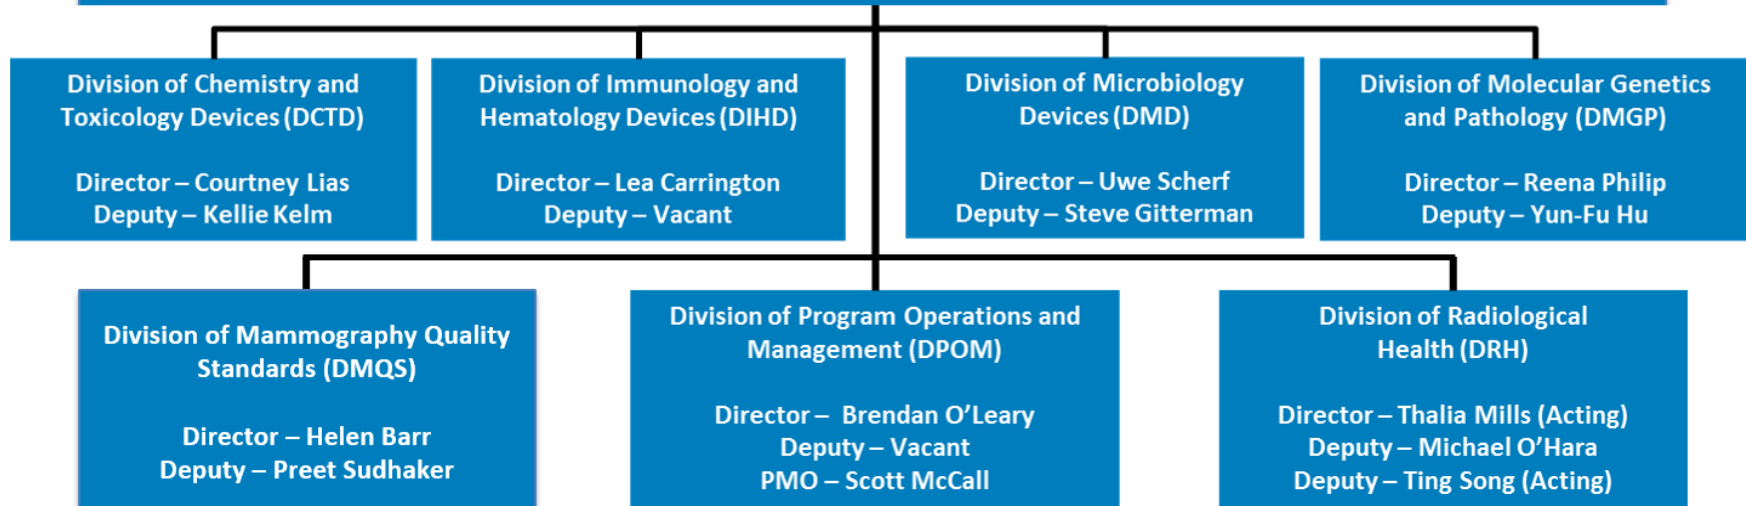 Division of Chemistry and
Toxicology Devices (DCTD)
Director – Courtney Lias
Deputy – Kellie Kelm
Division of Immunology and
Hematology Devices (DIHD)
Director – Lea Carrington
Deputy – Vacant
Division of Microbiology
Devices (DMD)
Director – Uwe Scherf
Deputy – Steve Gitterman
Division of Molecular Genetics
and Pathology (DMGP)
Director – Reena Philip
Deputy – Yun-Fu Hu
Division of Mammography Quality
Standards (DMQS)
Director – Helen Barr
Deputy – Preet Sudhaker
Division of Program Operations and
Management (DPOM)
Director – Brendan O’Leary
Deputy – Vacant
PMO – Scott McCall
Division of Radiological
Health (DRH)
Director – Thalia Mills (Acting)
Deputy – Michael O’Hara
Deputy – Ting Song (Acting)